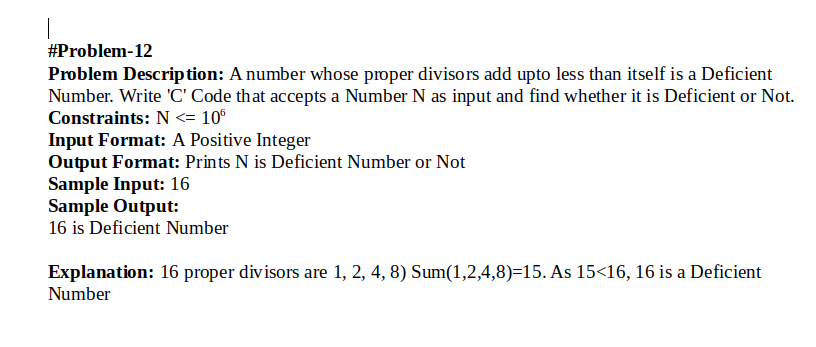 #Problem-12
Problem Description: A number whose proper divisors add upto less than itself is a Deficient
Number. Write 'C' Code that accepts a Number N as input and find whether it is Deficient or Not.
Constraints: N <= 10⁶
Input Format: A Positive Integer
Output Format: Prints N is Deficient Number or Not
Sample Input: 16
Sample Output:
16 is Deficient Number
Explanation: 16 proper divisors are 1, 2, 4, 8) Sum(1,2,4,8)=15. As 15<16, 16 is a Deficient
Number